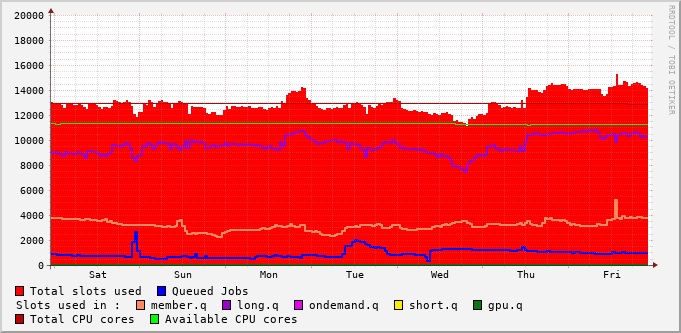 20000
18000
16000
14000
12000
10000
8000
6000
4000
2000
0
Sat Sun Mon Tue Wed Thu Fri
Total slots used Queued Jobs
Slots used in : member.q long.q ondemand.q short.q gpu.q
Total CPU cores Available CPU cores
RRDTOOL / TOBI OETIKER